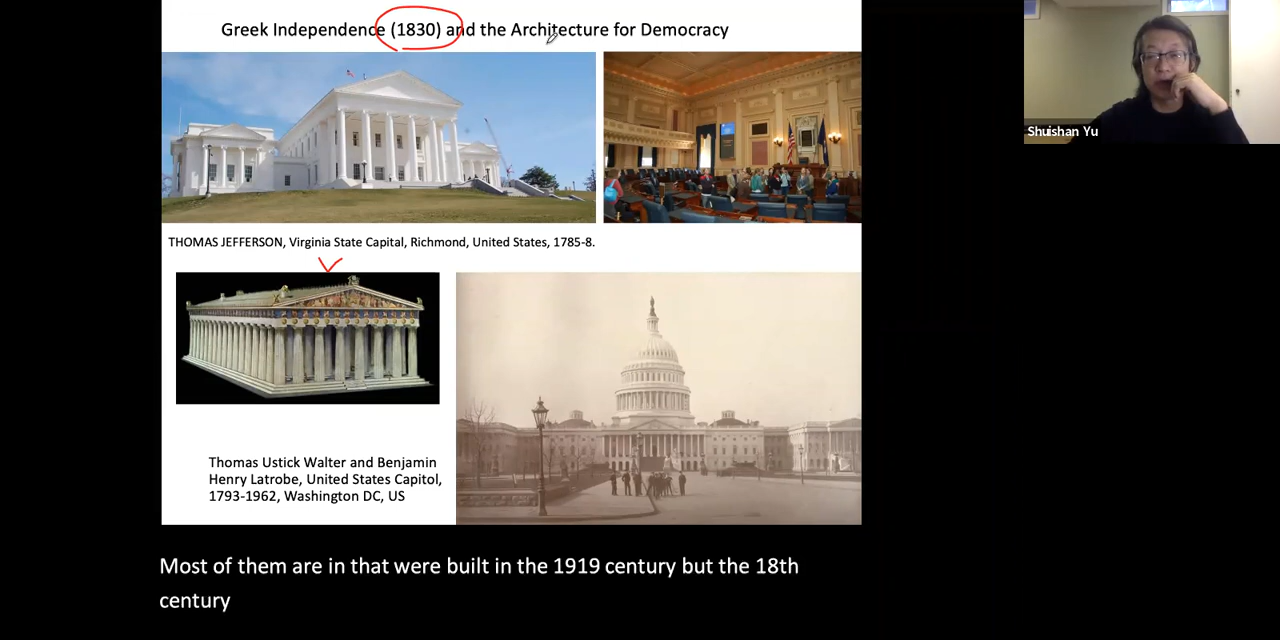 Greek Independence (1830) and the Architecture for Democracy
Shuishan Yu
THOMAS JEFFERSON, Virginia State Capital, Richmond, United States, 1785-8.
Thomas Ustick Walter and Benjamin
Henry Latrobe, United States Capitol,
1793-1962, Washington DC, US
Most of them are in that were built in the 1919 century but the 18th
century